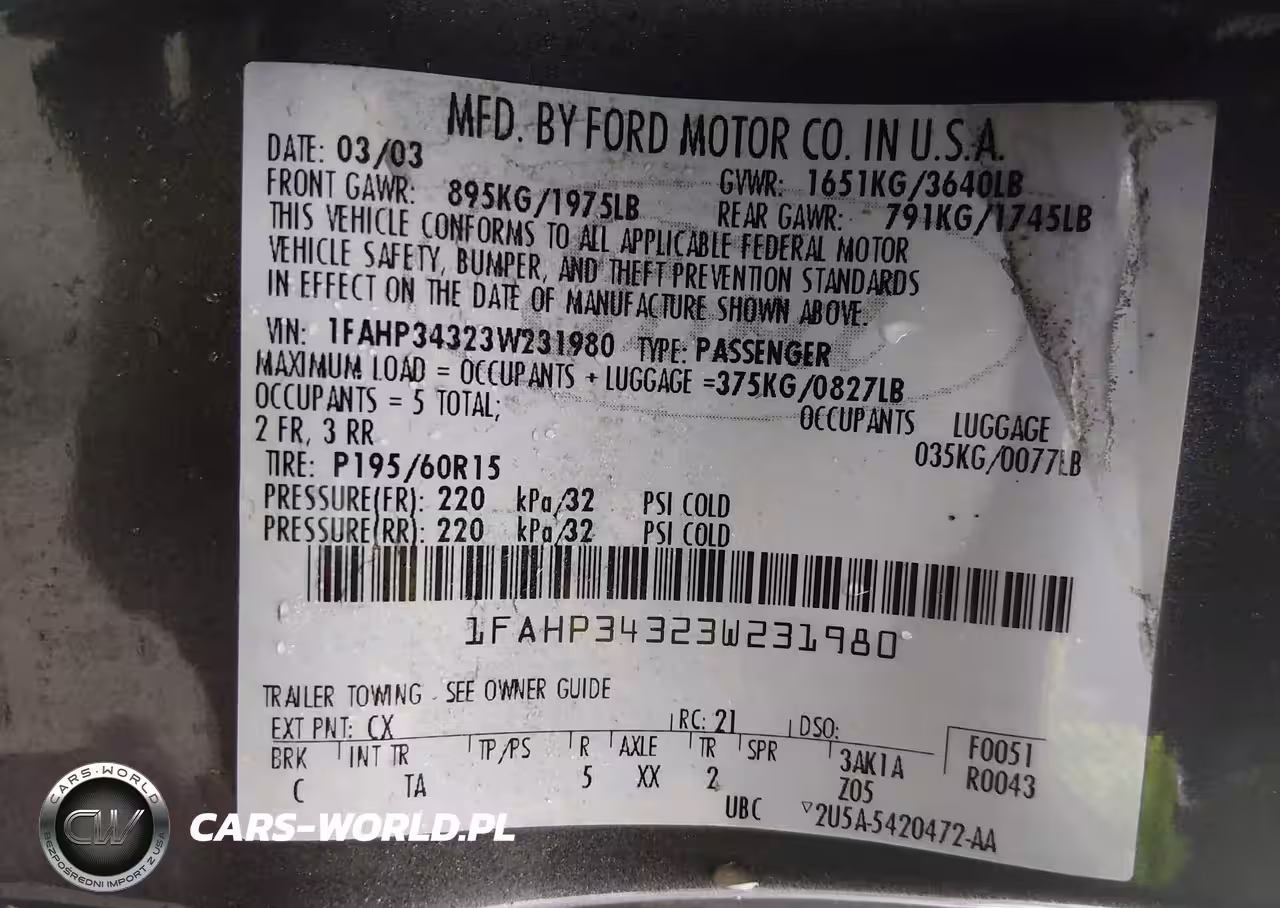 MFD. BY FORD MOTOR CO. IN U.S.A.
DATE: 03/03 GVWR: 1651KG/3640LB
FRONT GAWR: 895KG/1975LB REAR GAWR: 791KG/1745LB
THIS VEHICLE CONFORMS TO ALL APPLICABLE FEDERAL MOTOR
VEHICLE SAFETY, BUMPER, AND THEFT PREVENTION STANDARDS
IN EFFECT ON THE DATE OF MANUFACTURE SHOWN ABOVE.
VIN: 1FAHP34323W231980 TYPE: PASSENGER
MAXIMUM LOAD = OCCUPANTS + LUGGAGE =375KG/0827LB
OCCUPANTS = 5 TOTAL; OCCUPANTS LUGGAGE
2 FR, 3 RR 035KG/0077LB
TIRE: P195/60R15
PRESSURE(FR): 220 kPa/32 PSI COLD
PRESSURE(RR): 220 kPa/32 PSI COLD
1FAHP34323W231980
TRAILER TOWING - SEE OWNER GUIDE
EXT PNT: CX RC: 21 DSO:
BRK INT TR TP/PS R AXLE TR SPR 3AK1A F0051
C TA 5 XX 2 Z05 R0043
UBC ▽2U5A-5420472-AA
CARS-WORLD
CW
BEZPOŚREDNI IMPORT Z USA
CARS-WORLD.PL